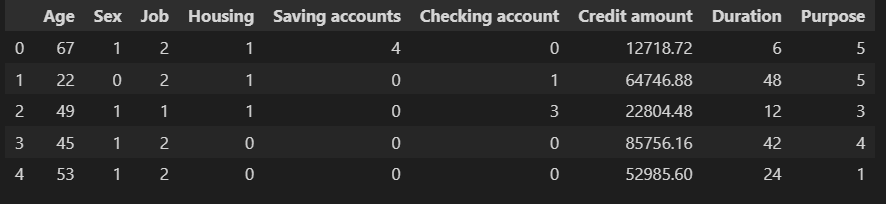 Age Sex Job Housing Saving accounts Checking account Credit amount Duration Purpose
0 67 1 2 1 4 0 12718.72 6 5
1 22 0 2 1 0 1 64746.88 48 5
2 49 1 1 1 0 3 22804.48 12 3
3 45 1 2 0 0 0 85756.16 42 4
4 53 1 2 0 0 0 52985.60 24 1